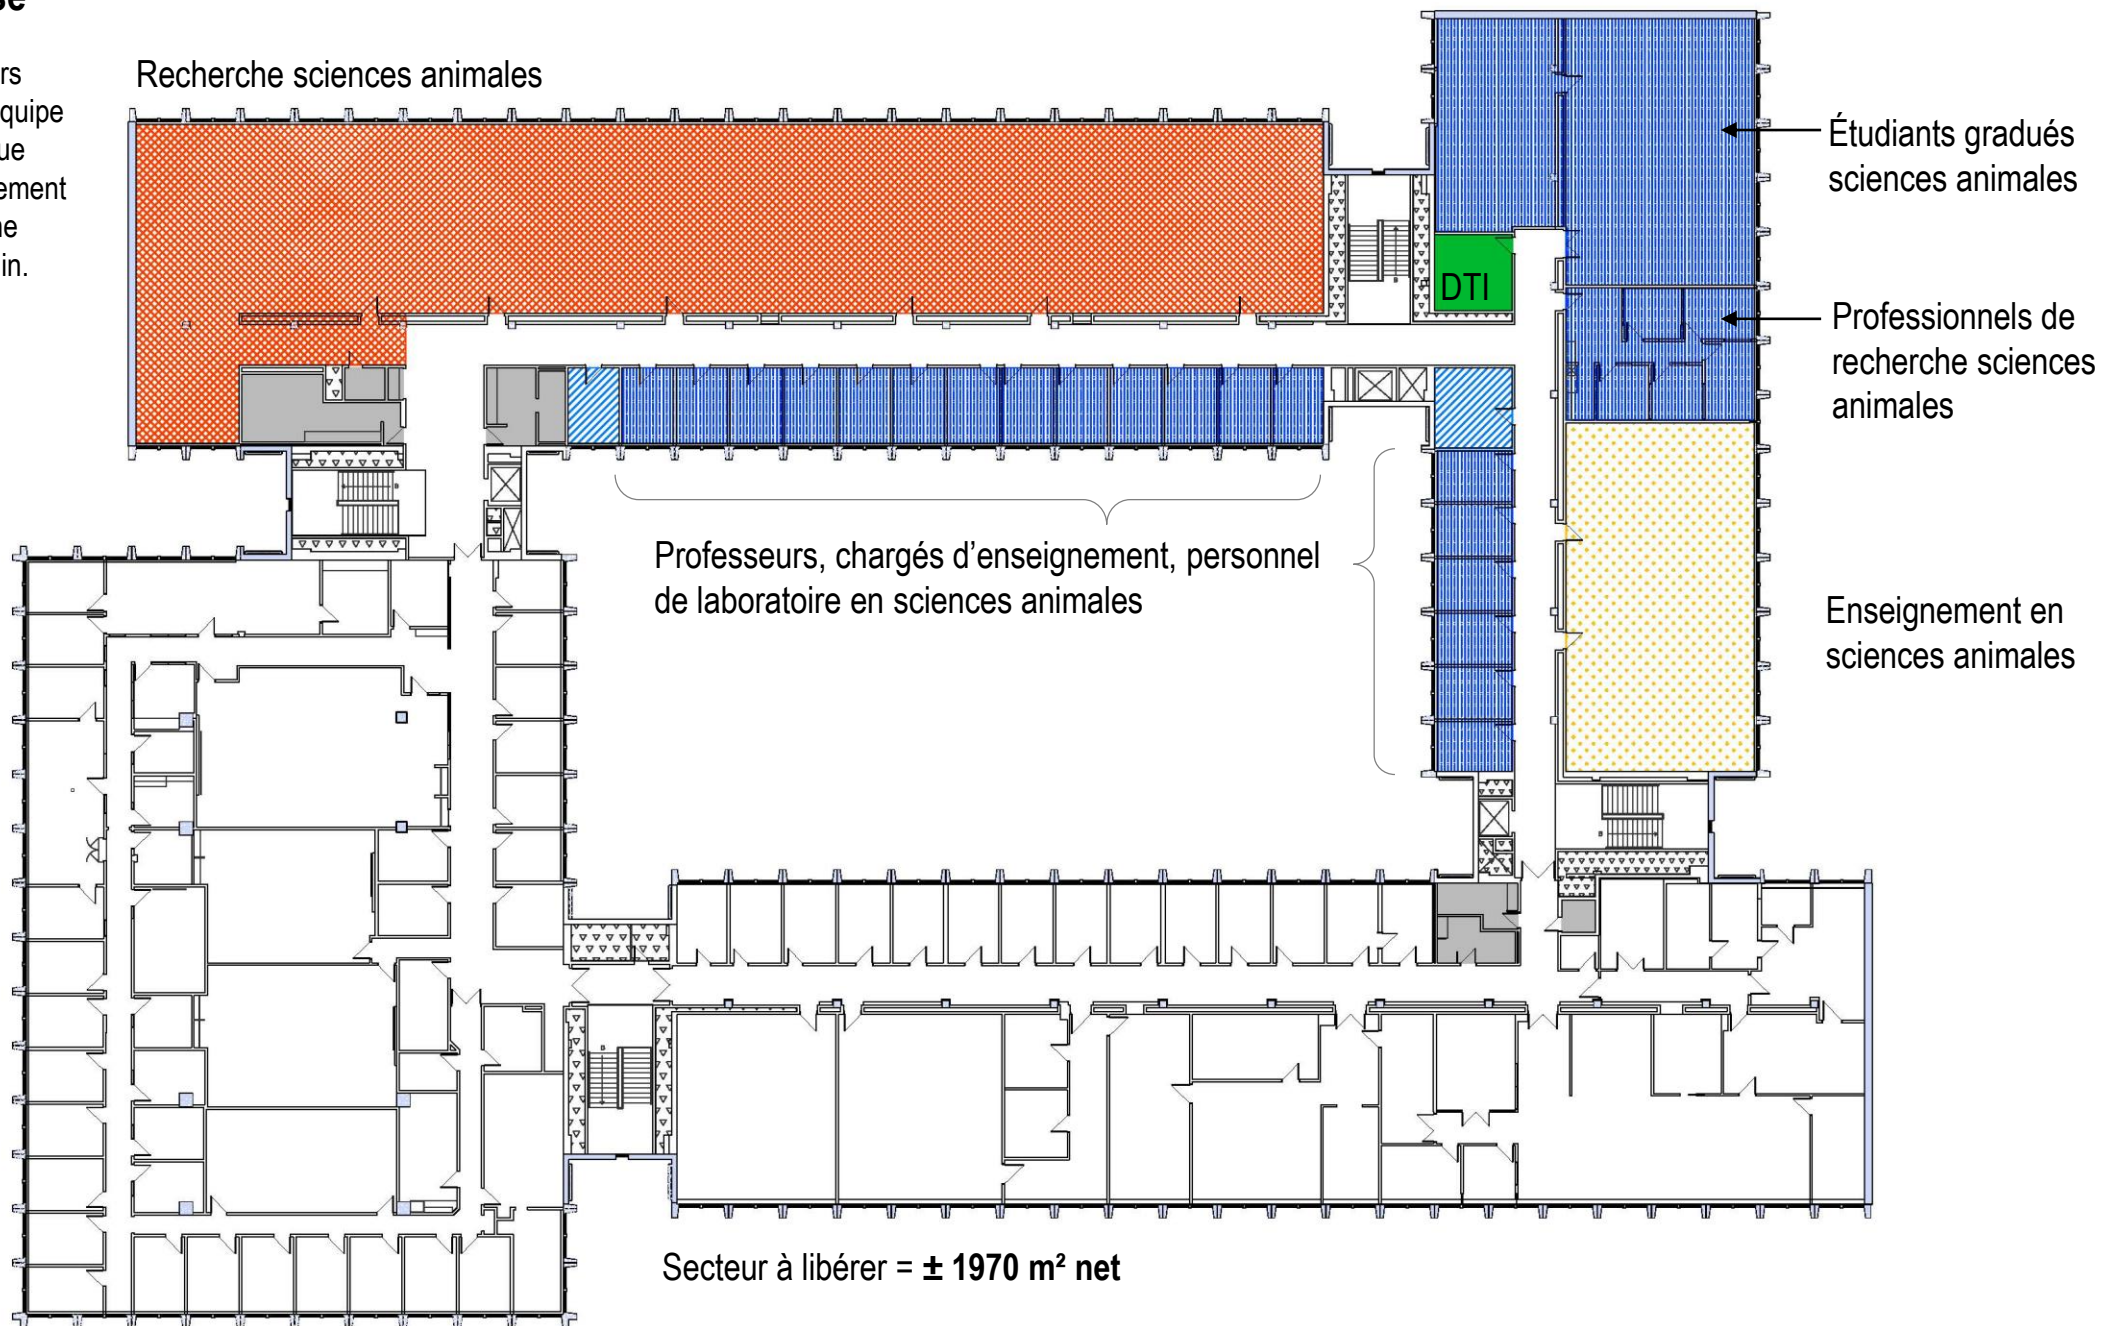 Recherche sciences animales
Étudiants gradués
sciences animales
DTI
Professionnels de
recherche sciences
animales
Professeurs, chargés d'enseignement, personnel
de laboratoire en sciences animales
Enseignement en
sciences animales
Secteur à libérer = ± 1970 m² net